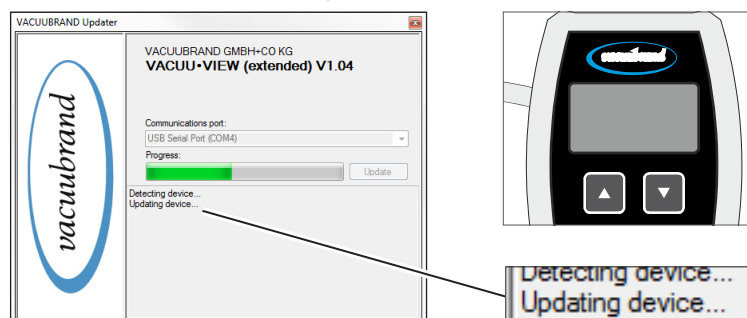 VACUUBRAND Updater
VACUUBRAND GMBH+CO KG
VACUU•VIEW (extended) V1.04
Communications port:
USB Serial Port (COM4)
Progress:
Update
Detecting device...
Updating device...
vacuubrand
vacuubrand
Detecting device...
Updating device...